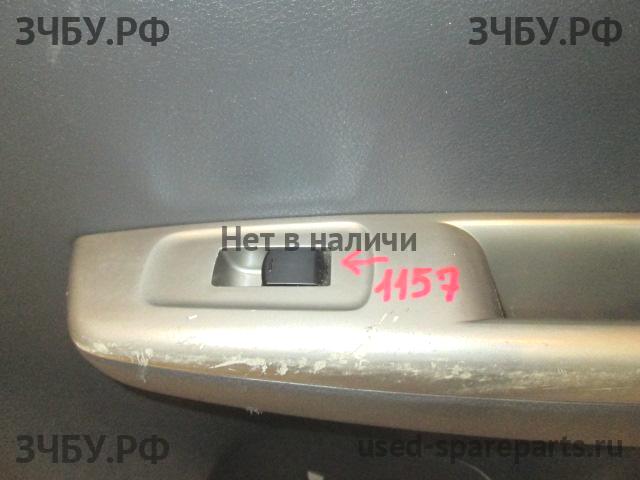 ЗЧБУ.РФ
ЗЧБУ.РФ
Нет в наличи
1157
ЗЧБУ.РФ
used-spareparts.ru